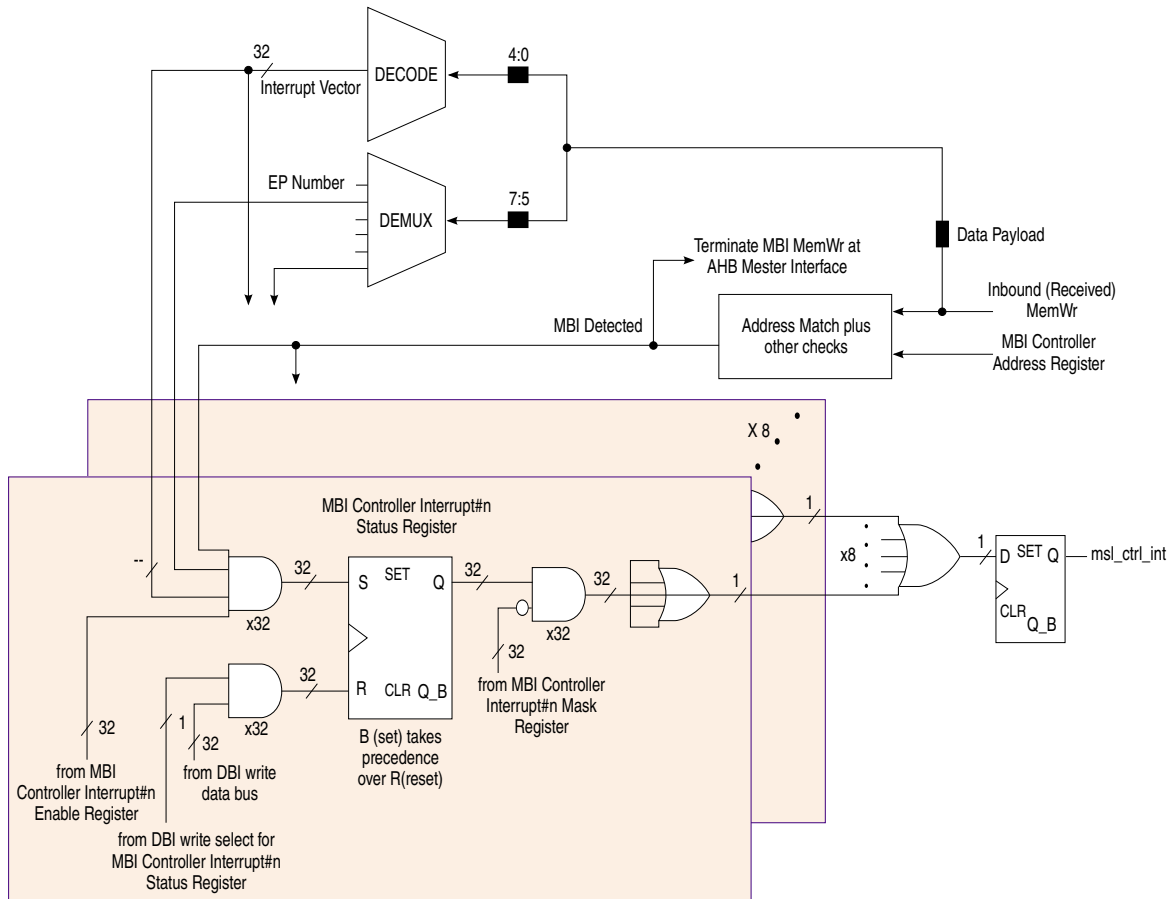 32
Interrupt Vector
DECODE
4:0
EP Number
DEMUX
7:5
Data Payload
Terminate MBI MemWr at
AHB Mester Interface
Inbound (Received)
MemWr
MBI Detected
Address Match plus
other checks
MBI Controller
Address Register
X 8
MBI Controller Interrupt#n
Status Register
1
x8
1
D SET Q
CLR
Q_B
msl_ctrl_int
--
x32
32
S SET Q
R CLR Q_B
32
x32
32
1
32
from MBI Controller
Interrupt#n Mask
Register
x32
32
B (set) takes
precedence
over R(reset)
32
1
32
from MBI
Controller Interrupt#n
Enable Register
from DBI write
data bus
from DBI write select for
MBI Controller Interrupt#n
Status Register